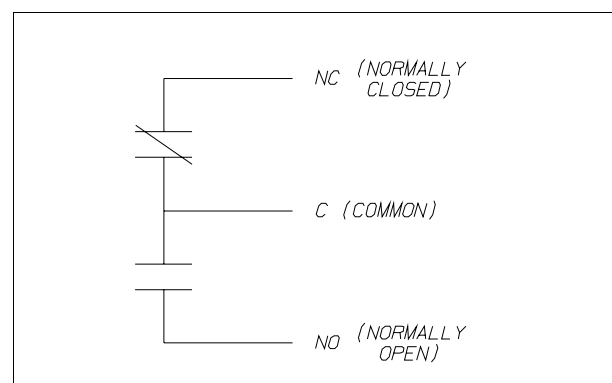 NC (NORMALLY
CLOSED)
C (COMMON)
NO (NORMALLY
OPEN)